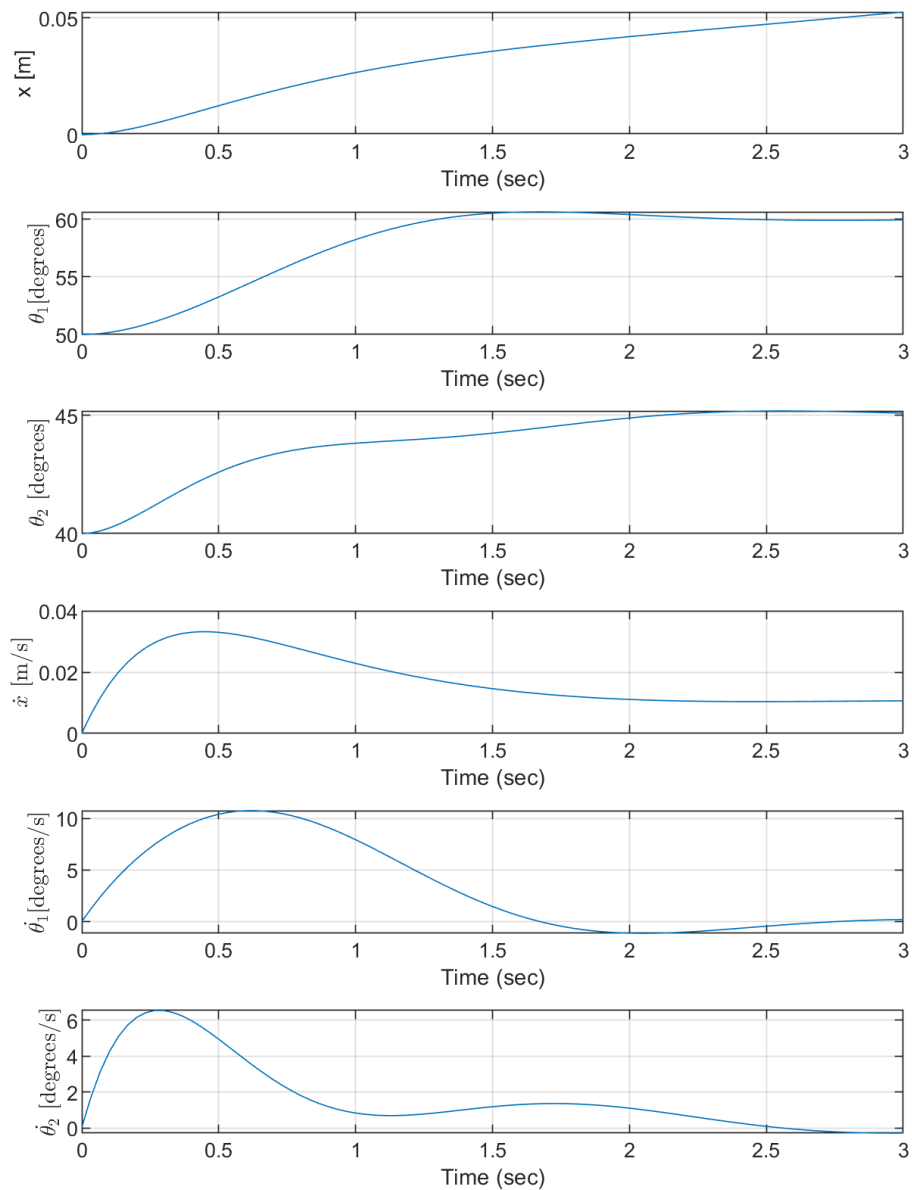 x [m]
0.05
0
0 0.5 1 1.5 2 2.5 3
Time (sec)
θ₁[degrees]
60
55
50
0 0.5 1 1.5 2 2.5 3
Time (sec)
θ₂ [degrees]
45
40
0 0.5 1 1.5 2 2.5 3
Time (sec)
ẋ [m/s]
0.04
0.02
0
0 0.5 1 1.5 2 2.5 3
Time (sec)
θ̇₁[degrees/s]
10
5
0
0 0.5 1 1.5 2 2.5 3
Time (sec)
θ̇₂ [degrees/s]
6
4
2
0
0 0.5 1 1.5 2 2.5 3
Time (sec)